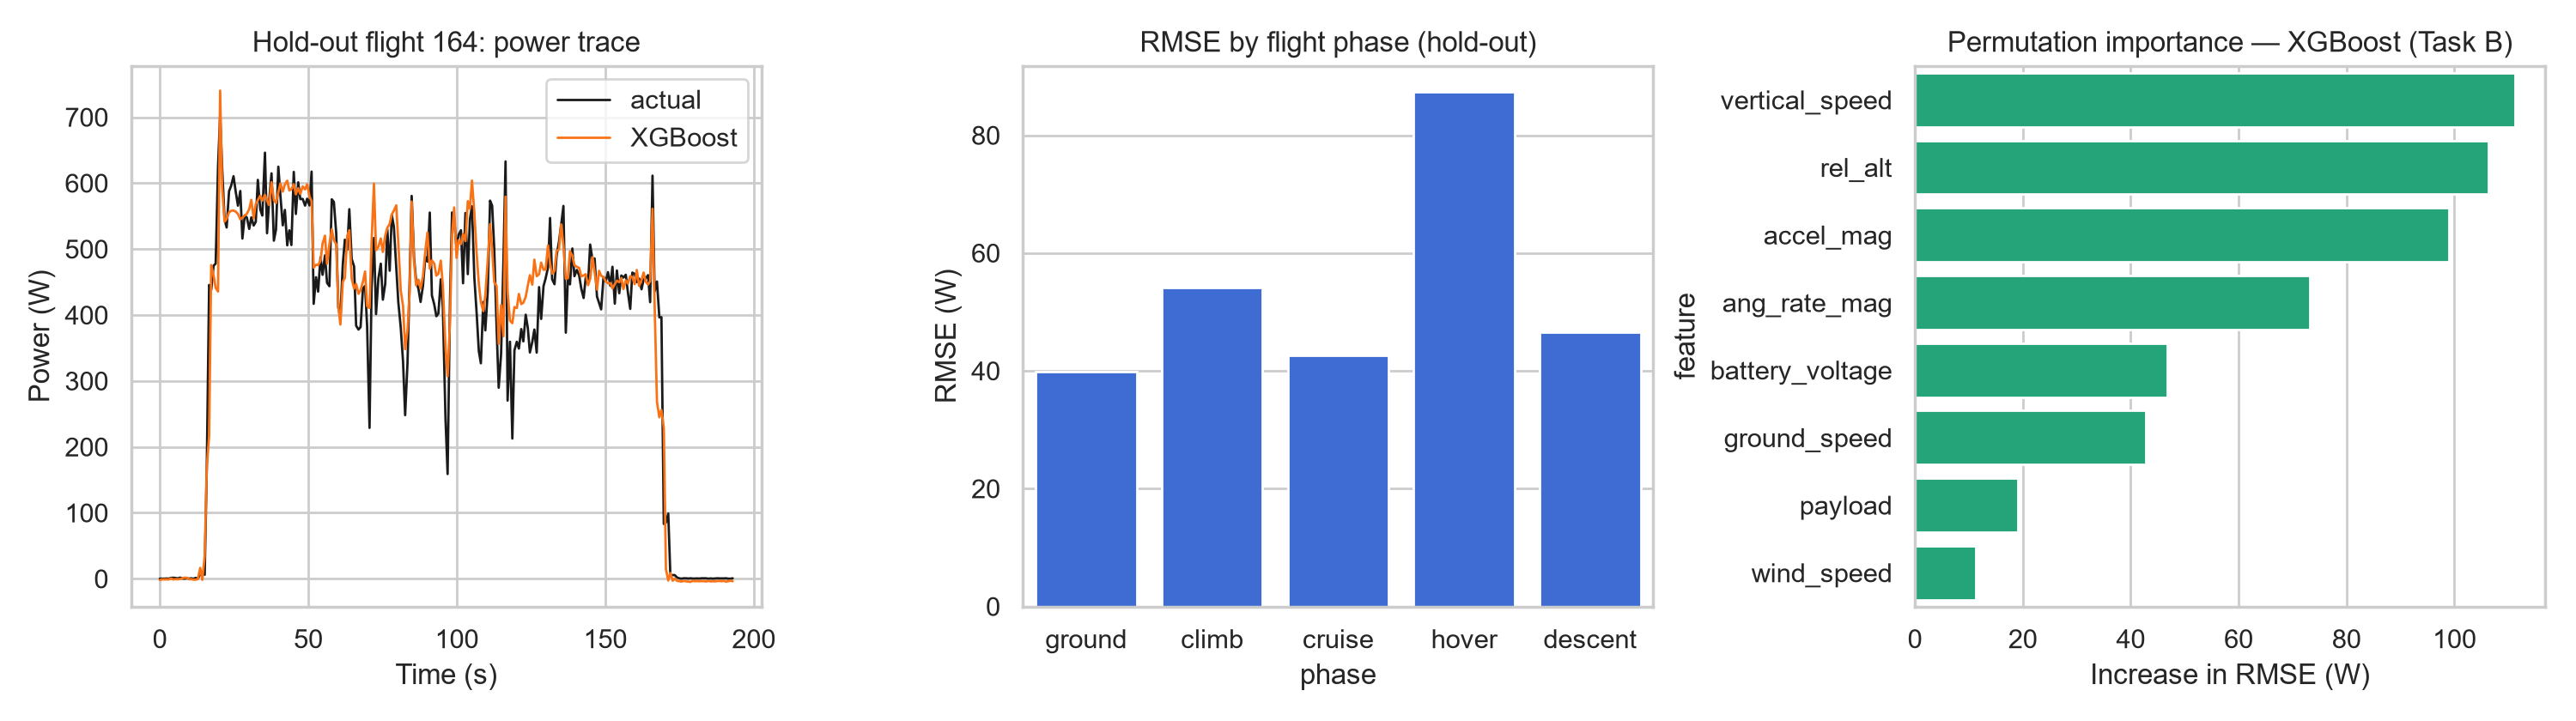 Hold-out flight 164: power trace
actual
XGBoost
700
600
500
400
300
200
100
0
Power (W)
0 50 100 150 200
Time (s)
RMSE by flight phase (hold-out)
80
60
40
20
0
RMSE (W)
ground climb cruise hover descent
phase
Permutation importance — XGBoost (Task B)
vertical_speed
rel_alt
accel_mag
ang_rate_mag
battery_voltage
ground_speed
payload
wind_speed
feature
0 20 40 60 80 100
Increase in RMSE (W)